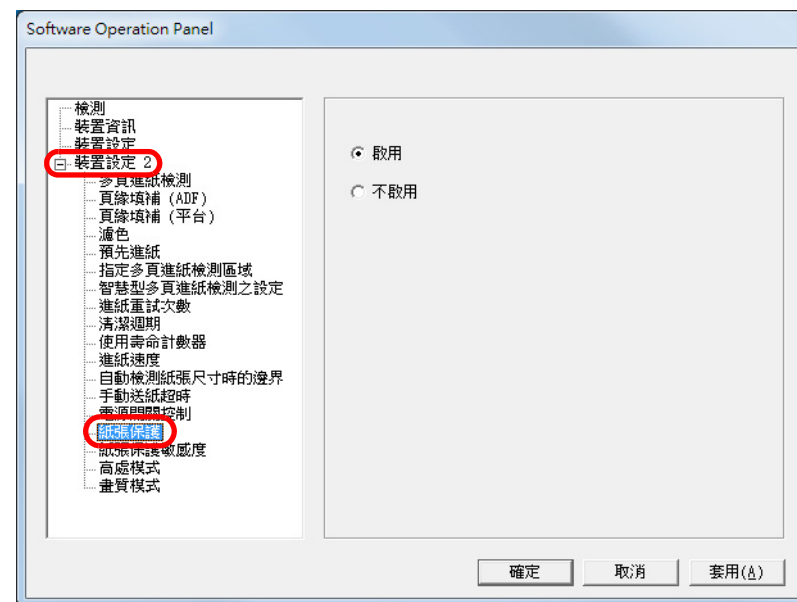 Software Operation Panel
檢測
裝置資訊
裝置設定
裝置設定 2
多頁進紙檢測
頁緣填補 (ADF)
頁緣填補 (平台)
濾色
預先進紙
指定多頁進紙檢測區域
智慧型多頁進紙檢測之設定
進紙重試次數
清潔週期
使用壽命計數器
進紙速度
自動檢測紙張尺寸時的邊界
手動送紙超時
電源開關控制
紙張保護
紙張保護敏感度
高處模式
畫質模式
啟用
不啟用
確定 取消 套用(A)